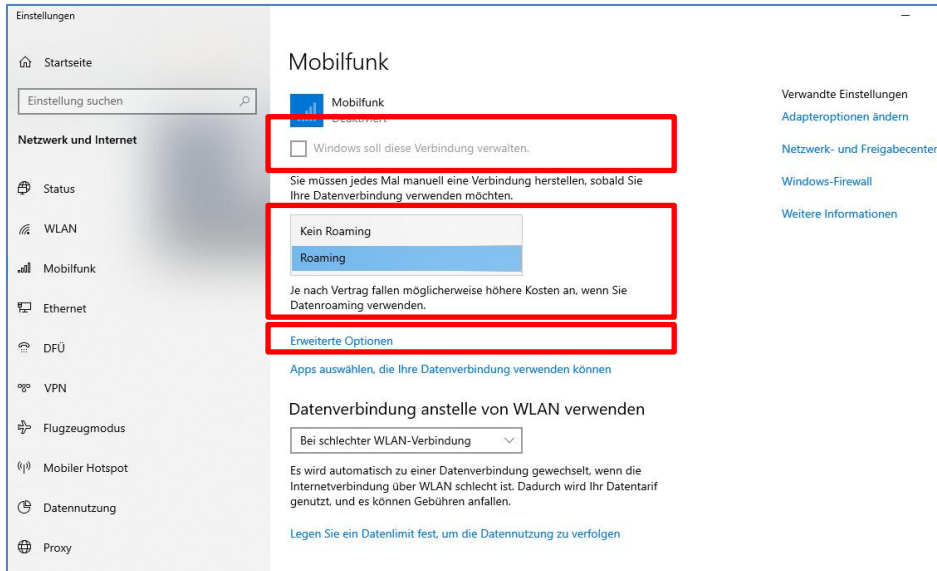 Einstellungen
Startseite
Einstellung suchen
Netzwerk und Internet
Status
WLAN
Mobilfunk
Ethernet
DFÜ
VPN
Flugzeugmodus
Mobiler Hotspot
Datennutzung
Proxy
Mobilfunk
Mobilfunk
Deaktiviert
Windows soll diese Verbindung verwalten.
Sie müssen jedes Mal manuell eine Verbindung herstellen, sobald Sie
Ihre Datenverbindung verwenden möchten.
Kein Roaming
Roaming
Je nach Vertrag fallen möglicherweise höhere Kosten an, wenn Sie
Datenroaming verwenden.
Erweiterte Optionen
Apps auswählen, die Ihre Datenverbindung verwenden können
Datenverbindung anstelle von WLAN verwenden
Bei schlechter WLAN-Verbindung
Es wird automatisch zu einer Datenverbindung gewechselt, wenn die
Internetverbindung über WLAN schlecht ist. Dadurch wird Ihr Datentarif
genutzt, und es können Gebühren anfallen.
Legen Sie ein Datenlimit fest, um die Datennutzung zu verfolgen
Verwandte Einstellungen
Adapteroptionen ändern
Netzwerk- und Freigabecenter
Windows-Firewall
Weitere Informationen